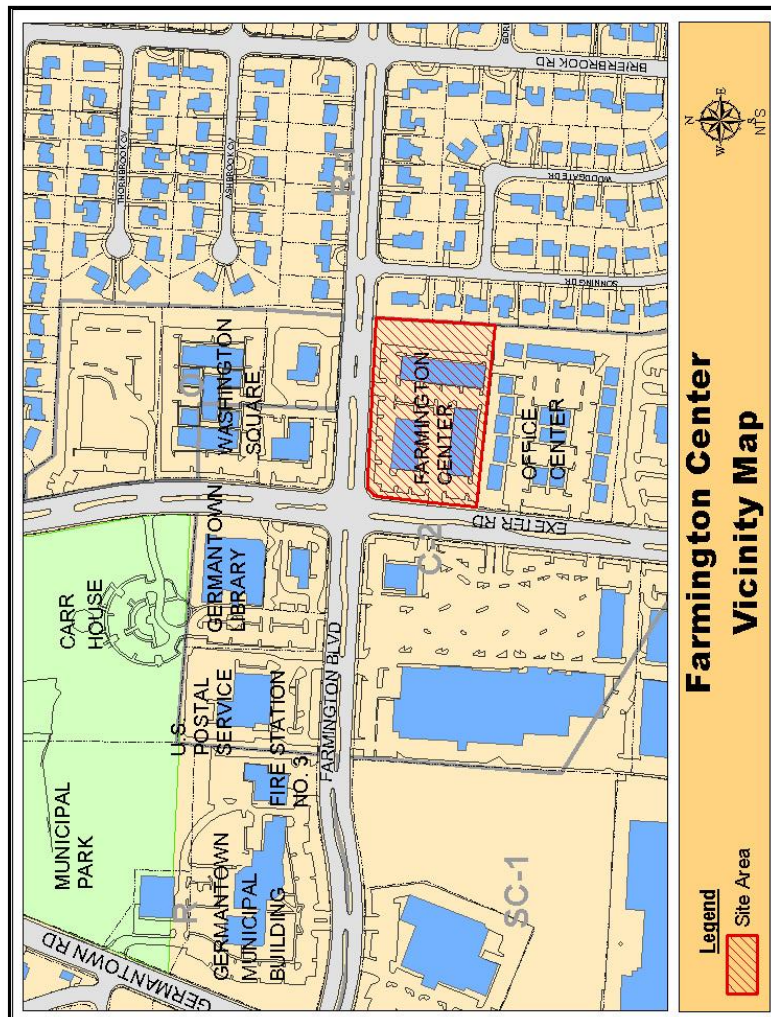 GERMANTOWN RD
MUNICIPAL
PARK
CARR
HOUSE
THORNBROOK CV
ASHBROOK CV
R
GERMANTOWN
MUNICIPAL
BUILDING
U.S.
POSTAL
SERVICE
FIRE STATION
NO. 3
GERMANTOWN
LIBRARY
WASHINGTON
SQUARE
FARMINGTON BLVD
SC-1
C-2
EXETER RD
FARMINGTON
CENTER
OFFICE
CENTER
SONNING DR
WOODGATE DR
BRIERBROOK RD
Farmington Center
Vicinity Map
Legend
Site Area
N
W
E
S
NTS